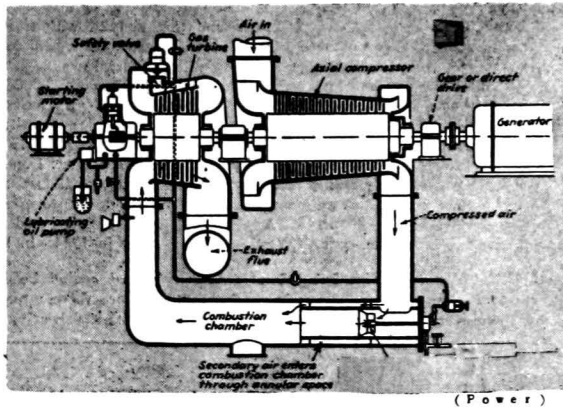 Air in
Safety valve
Gas
turbine
Axial compressor
Gear or direct
drive
Starting
motor
Generator
Lubricating
oil pump
Exhaust
flue
Compressed air
Combustion
chamber
Secondary air enters
combustion chamber
through annular space
(Power)